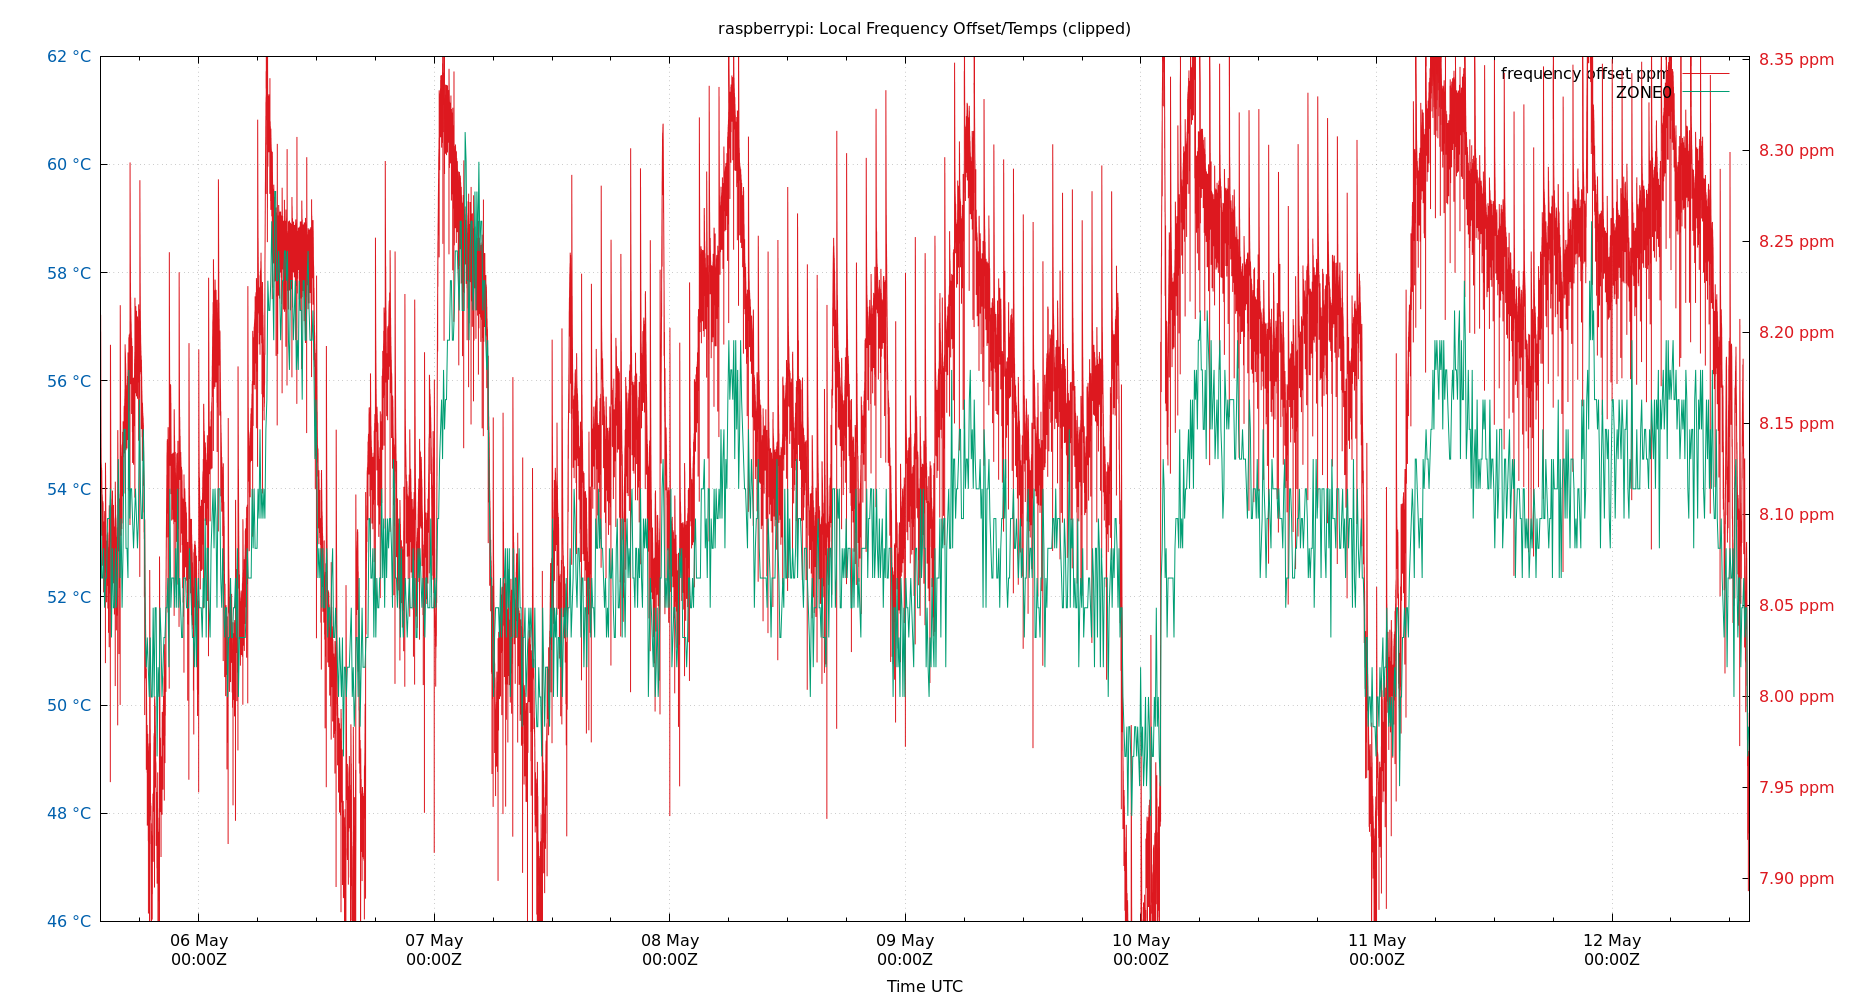 raspberrypi: Local Frequency Offset/Temps (clipped)
62 °C
60 °C
58 °C
56 °C
54 °C
52 °C
50 °C
48 °C
46 °C
8.35 ppm
8.30 ppm
8.25 ppm
8.20 ppm
8.15 ppm
8.10 ppm
8.05 ppm
8.00 ppm
7.95 ppm
7.90 ppm
frequency offset ppm
ZONE0
06 May
00:00Z
07 May
00:00Z
08 May
00:00Z
09 May
00:00Z
10 May
00:00Z
11 May
00:00Z
12 May
00:00Z
Time UTC